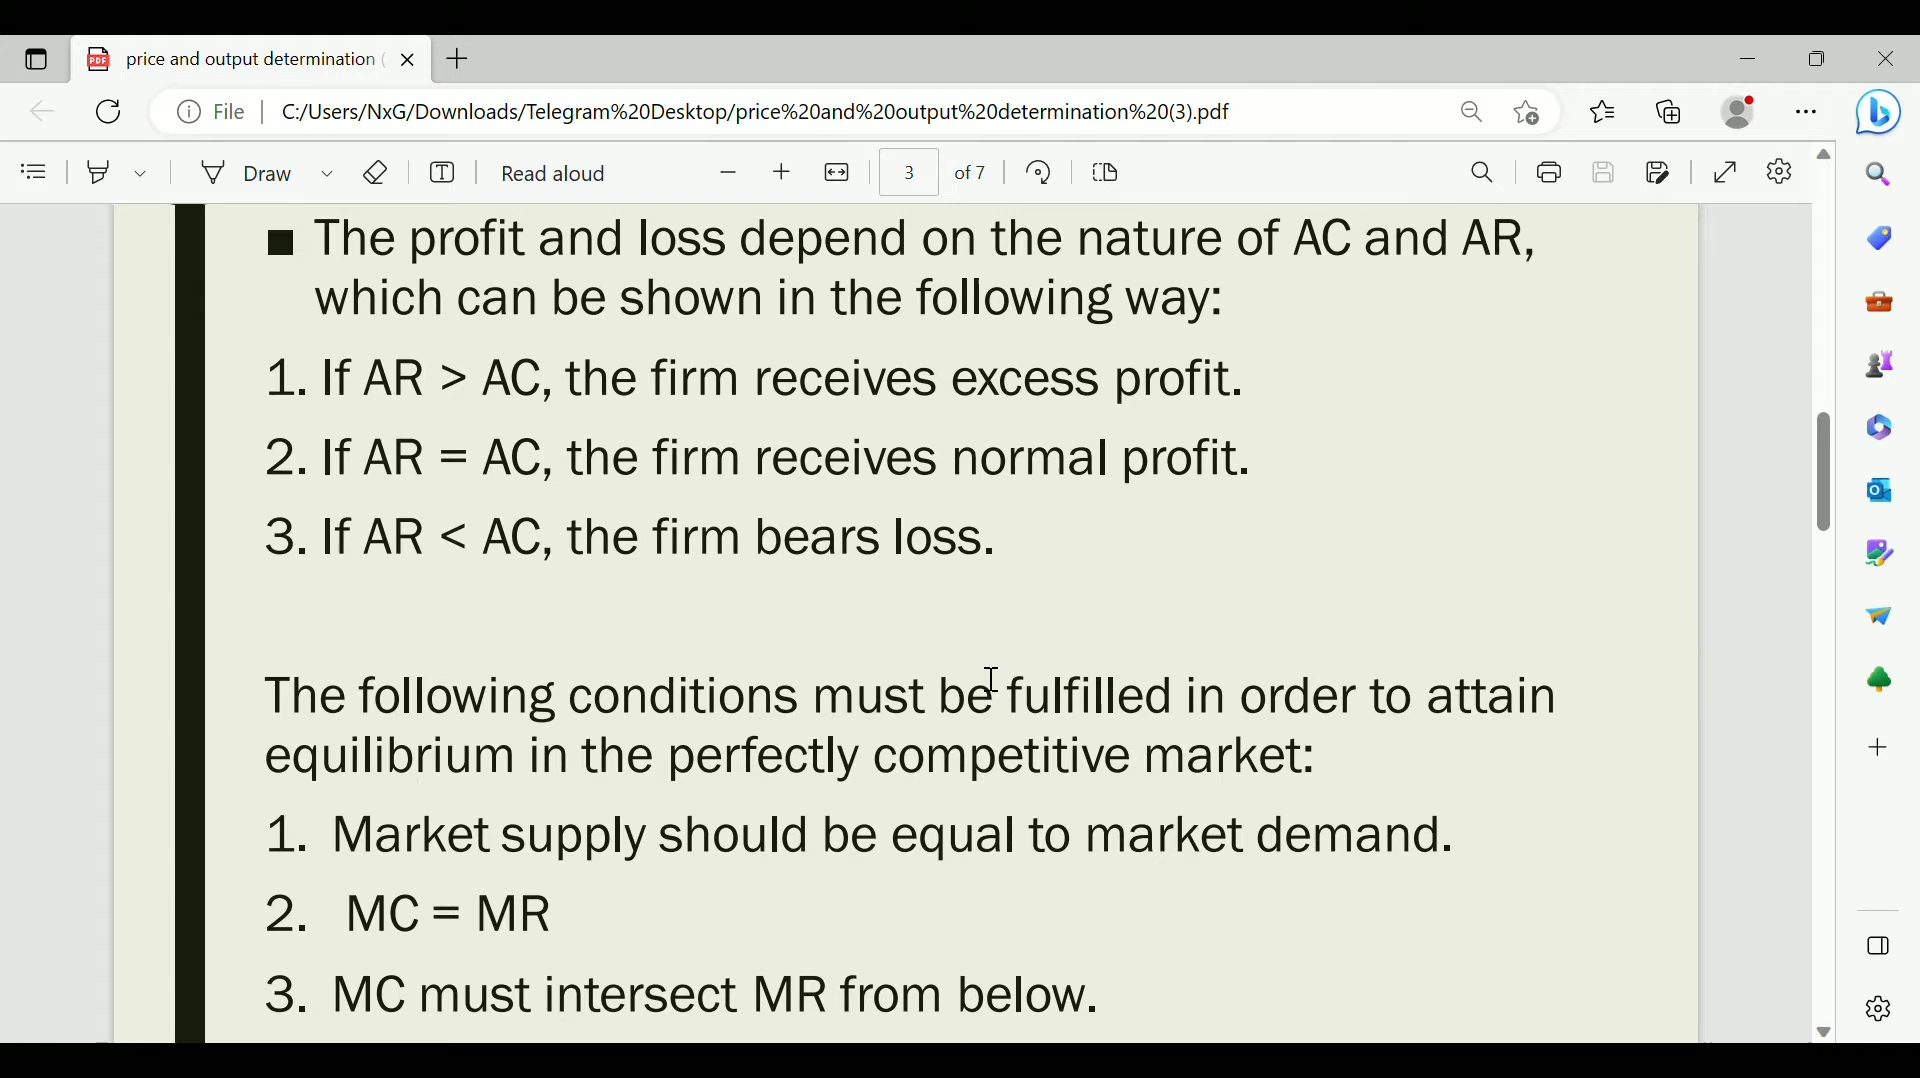 price and output determination (
File
C:/Users/NxG/Downloads/Telegram%20Desktop/price%20and%20output%20determination%20(3).pdf
Draw
Read aloud
3
of 7
■ The profit and loss depend on the nature of AC and AR,
which can be shown in the following way:
1. If AR > AC, the firm receives excess profit.
2. If AR = AC, the firm receives normal profit.
3. If AR < AC, the firm bears loss.
The following conditions must be fulfilled in order to attain
equilibrium in the perfectly competitive market:
1. Market supply should be equal to market demand.
2. MC = MR
3. MC must intersect MR from below.